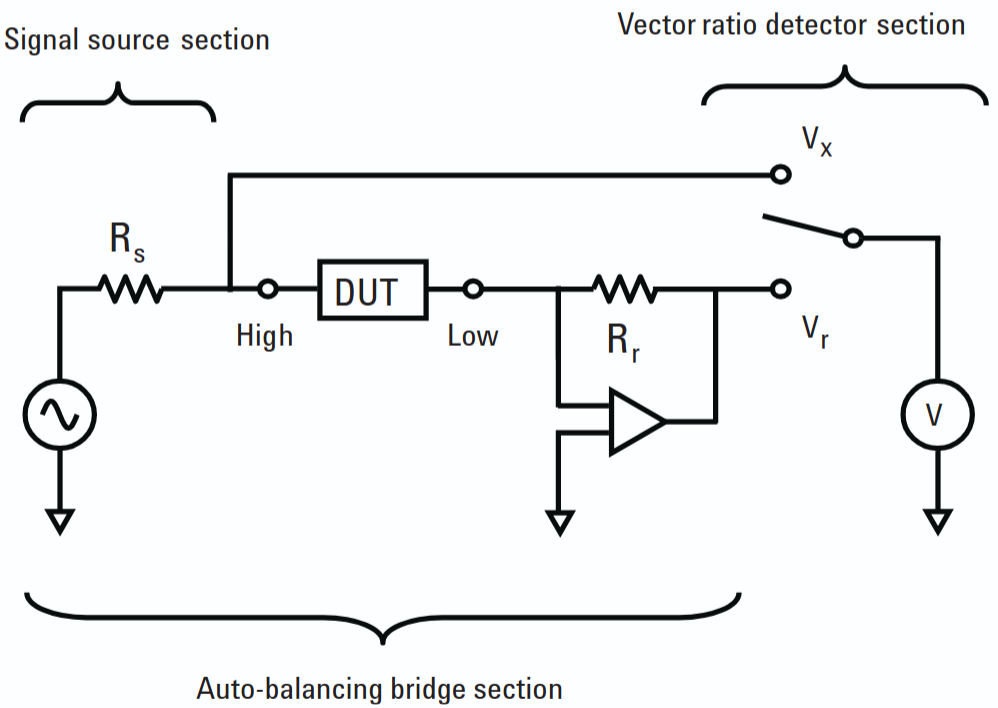 Signal source section
Vector ratio detector section
Vx
Rs
DUT
High
Low
Rr
Vr
V
Auto-balancing bridge section